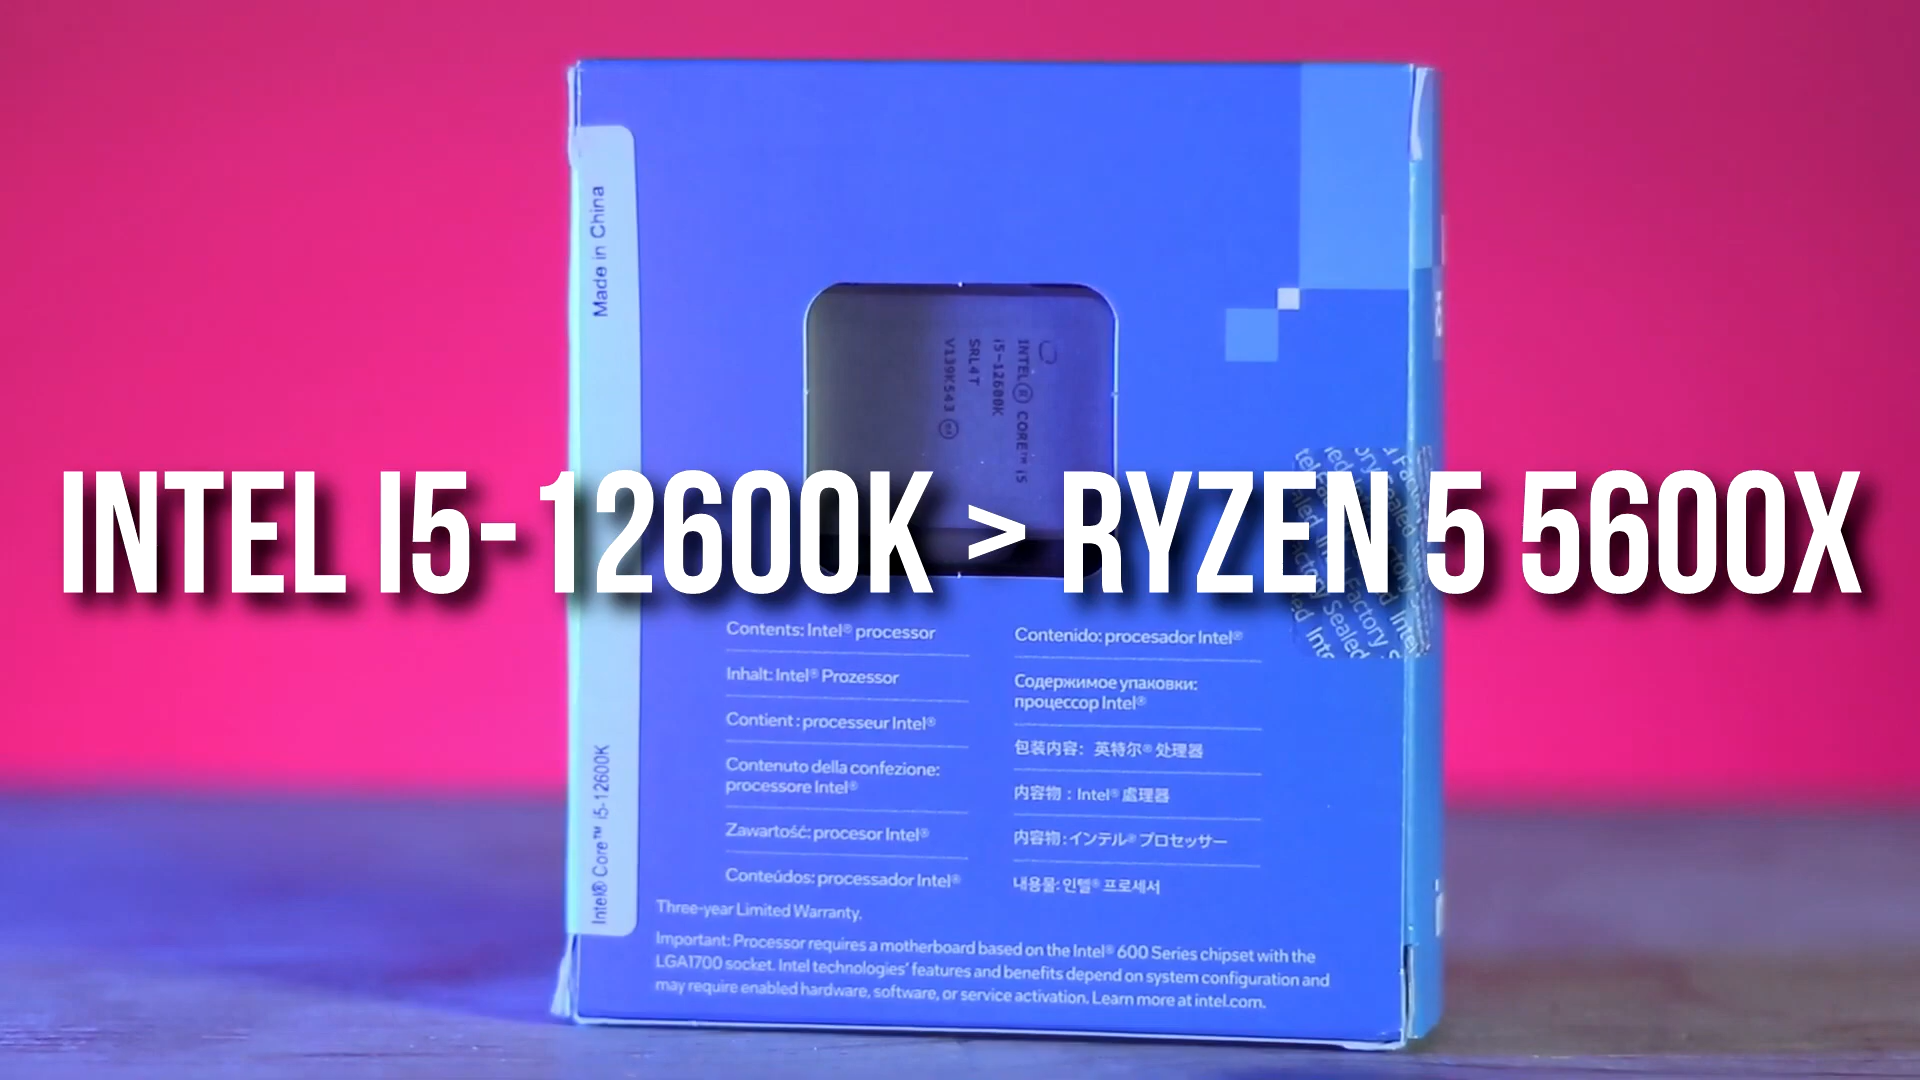 Made in China
INTEL® CORE™ i5
i5-12600K
SRL4T
V139K543 e4
INTEL I5-12600K > RYZEN 5 5600X
Contents: Intel® processor
Inhalt: Intel® Prozessor
Contient : processeur Intel®
Contenuto della confezione:
processore Intel®
Zawartość: procesor Intel®
Conteúdos: processador Intel®
Contenido: procesador Intel®
Содержимое упаковки:
процессор Intel®
包装内容: 英特尔® 处理器
内容物：Intel® 處理器
内容物: インテル® プロセッサー
내용물: 인텔® 프로세서
Intel® Core™ i5-12600K
Three-year Limited Warranty.
Important: Processor requires a motherboard based on the Intel® 600 Series chipset with the
LGA1700 socket. Intel technologies' features and benefits depend on system configuration and
may require enabled hardware, software, or service activation. Learn more at intel.com.
Factory Sealed